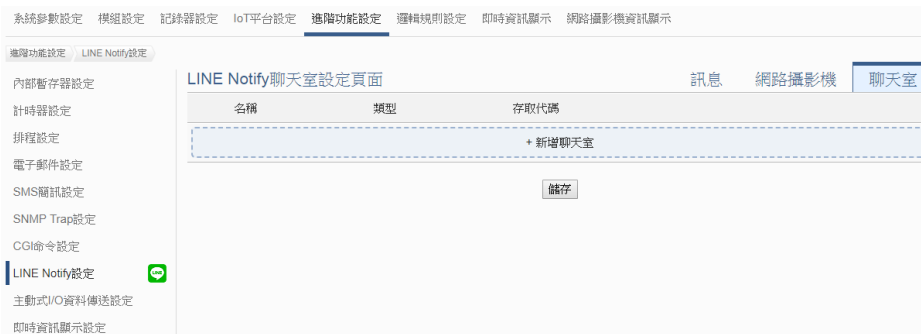 系統參數設定 模組設定 記錄器設定 IoT平台設定 進階功能設定 邏輯規則設定 即時資訊顯示 網路攝影機資訊顯示
進階功能設定 LINE Notify設定
內部暫存器設定
計時器設定
排程設定
電子郵件設定
SMS簡訊設定
SNMP Trap設定
CGI命令設定
LINE Notify設定 LINE
主動式I/O資料傳送設定
即時資訊顯示設定
LINE Notify聊天室設定頁面 訊息 網路攝影機 聊天室
名稱 類型 存取代碼
+ 新增聊天室
儲存